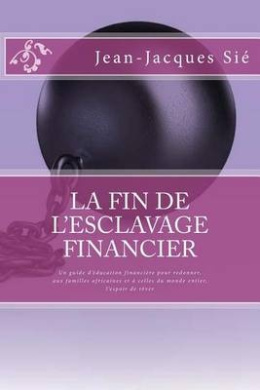 Jean-Jacques Sié
LA FIN DE
L'ESCLAVAGE
FINANCIER
Un guide d'éducation financière pour redonner,
aux familles africaines et à celles du monde entier,
l'espoir de rêver